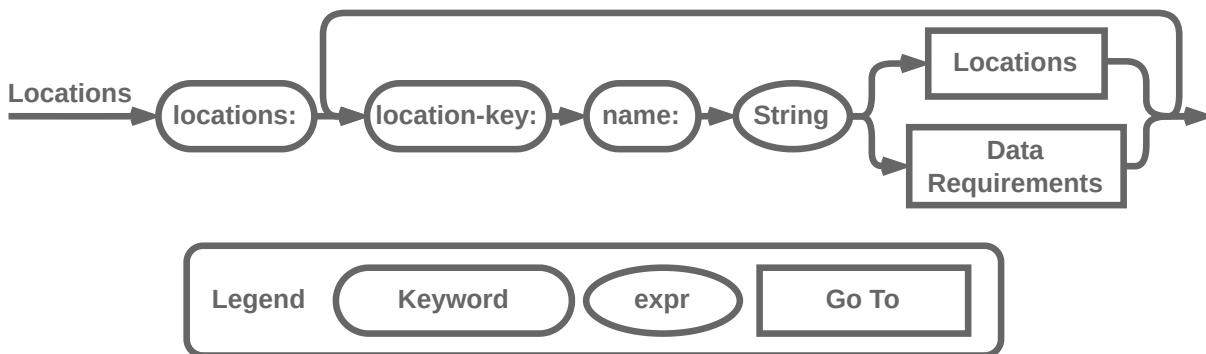 Locations
locations:
location-key:
name:
String
Locations
Data
Requirements
Legend
Keyword
expr
Go To